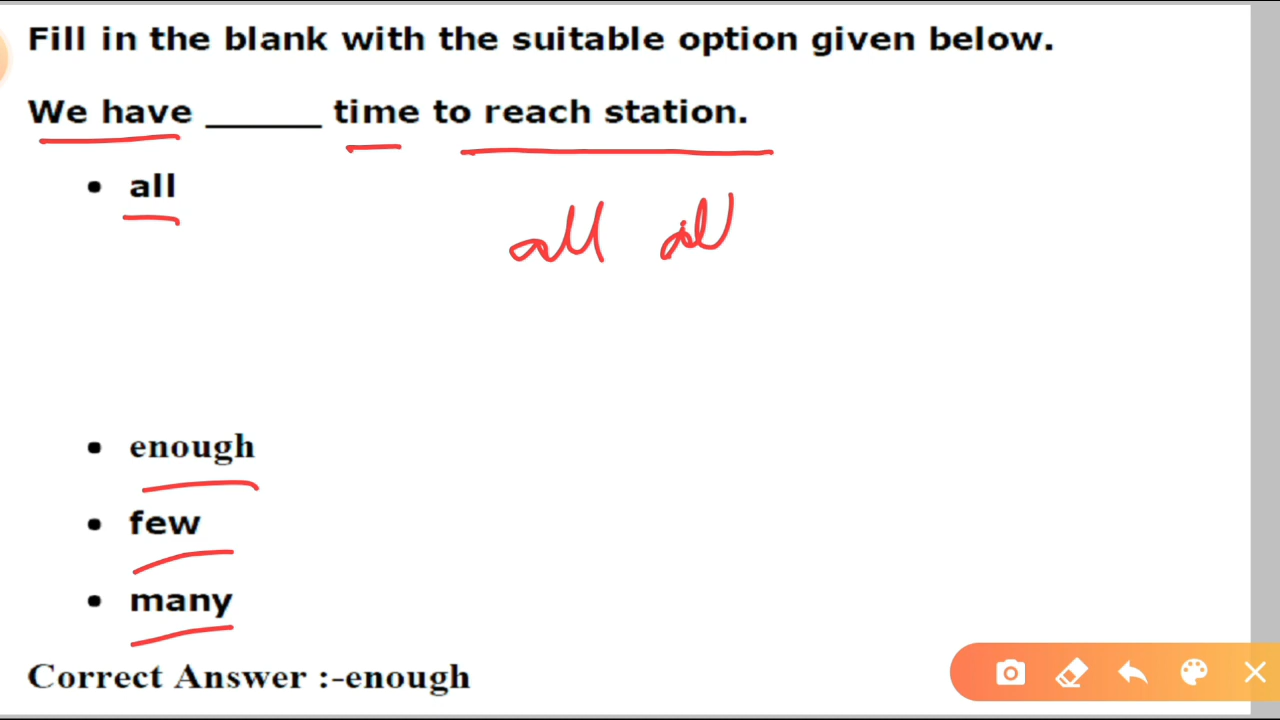 Fill in the blank with the suitable option given below.
We have ______ time to reach station.
• all
all all
• enough
• few
• many
Correct Answer :-enough